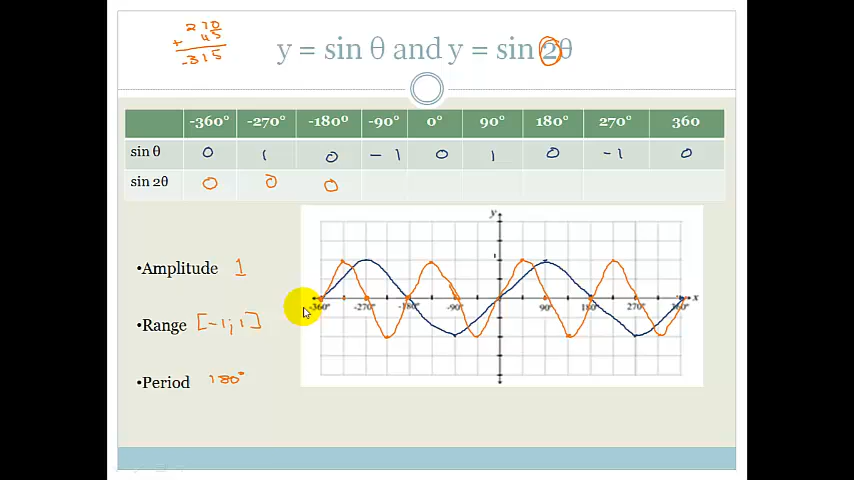 270
+ 45
-315
y = sin θ and y = sin 2θ
-360° -270° -180° -90° 0° 90° 180° 270° 360
sin θ 0 1 0 -1 0 1 0 -1 0
sin 2θ 0 0 0
y
1
-360° -270° -180° -90° 90° 180° 270° 360° x
•Amplitude 1
•Range [-1;1]
•Period 180°